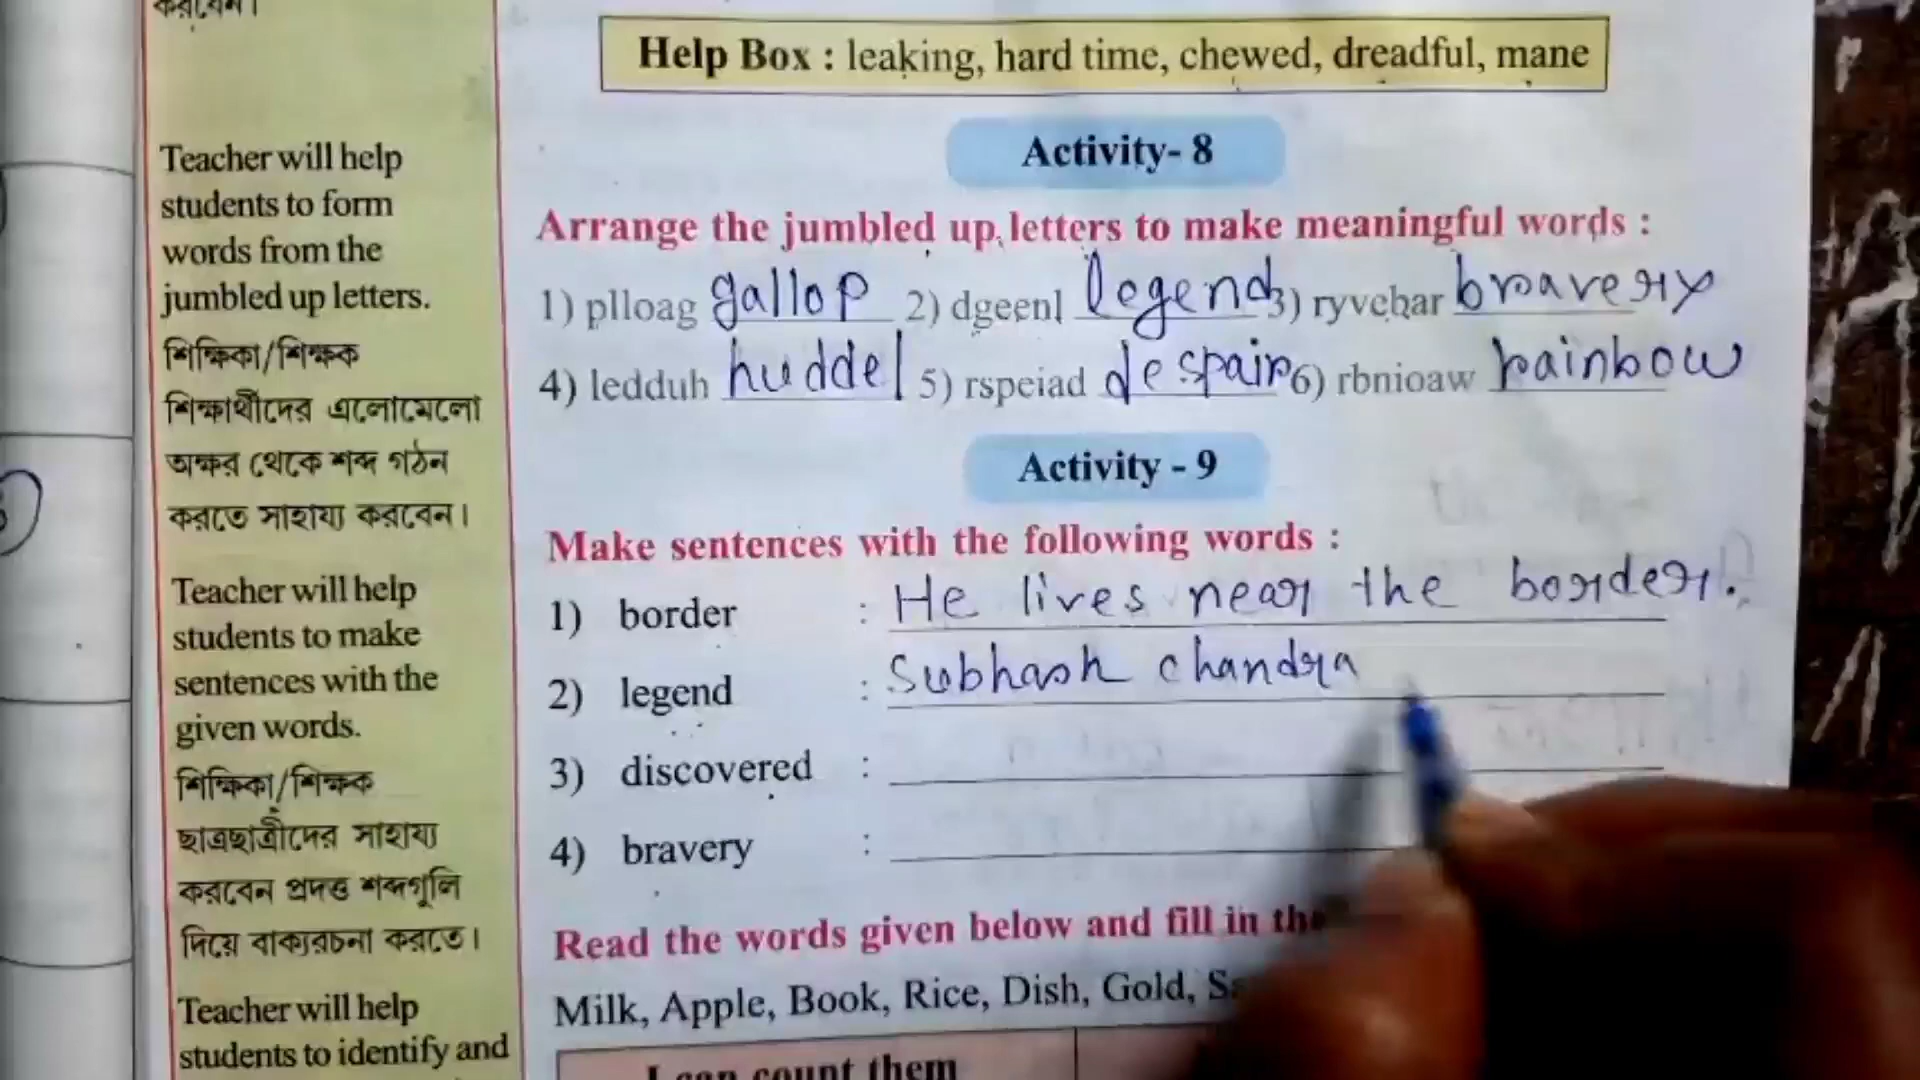 করবেন।
Help Box : leaking, hard time, chewed, dreadful, mane
Activity- 8
Teacher will help
students to form
words from the
jumbled up letters.
শিক্ষিকা/শিক্ষক
শিক্ষার্থীদের এলোমেলো
অক্ষর থেকে শব্দ গঠন
করতে সাহায্য করবেন।
Arrange the jumbled up letters to make meaningful words :
1) plloag gallop 2) dgeenl legend 3) ryvebar bravery
4) ledduh huddel 5) rspeiad despair 6) rbnioaw rainbow
Activity - 9
Make sentences with the following words :
1) border : He lives near the border.
2) legend : Subhash chandra
3) discovered :
4) bravery :
Teacher will help
students to make
sentences with the
given words.
শিক্ষিকা/শিক্ষক
ছাত্রছাত্রীঁদের সাহায্য
করবেন প্রদত্ত শব্দগুলি
দিয়ে বাক্যরচনা করতে।
Read the words given below and fill in the
Milk, Apple, Book, Rice, Dish, Gold,
Teacher will help
students to identify and
I can count them